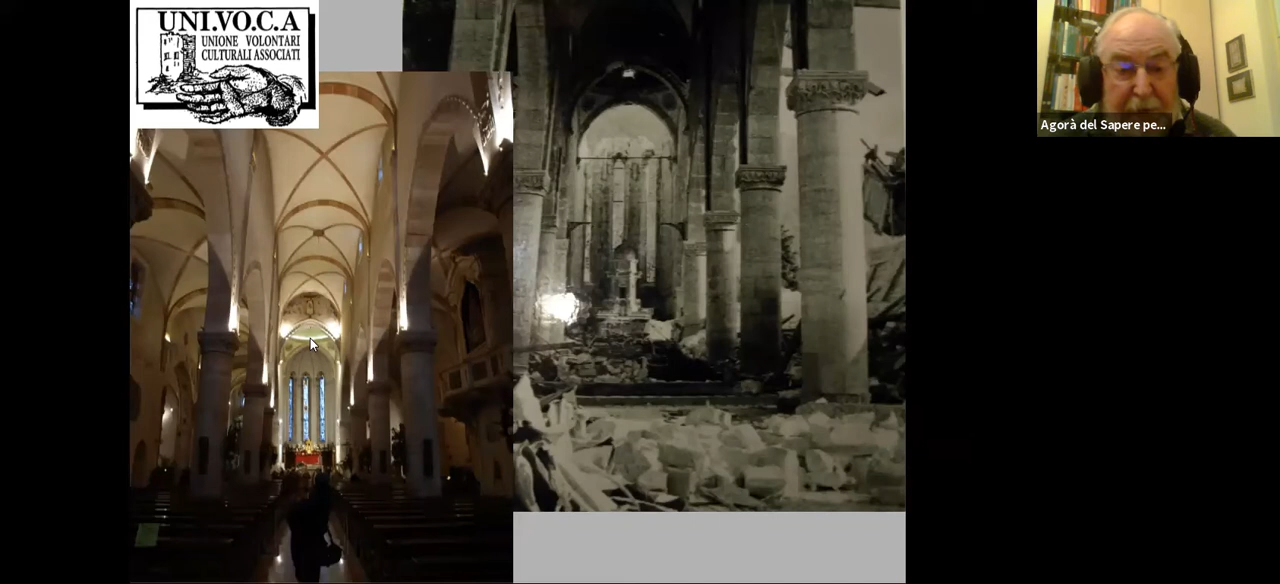 UNI.VO.C.A
UNIONE VOLONTARI
CULTURALI ASSOCIATI
Agorà del Sapere pe...